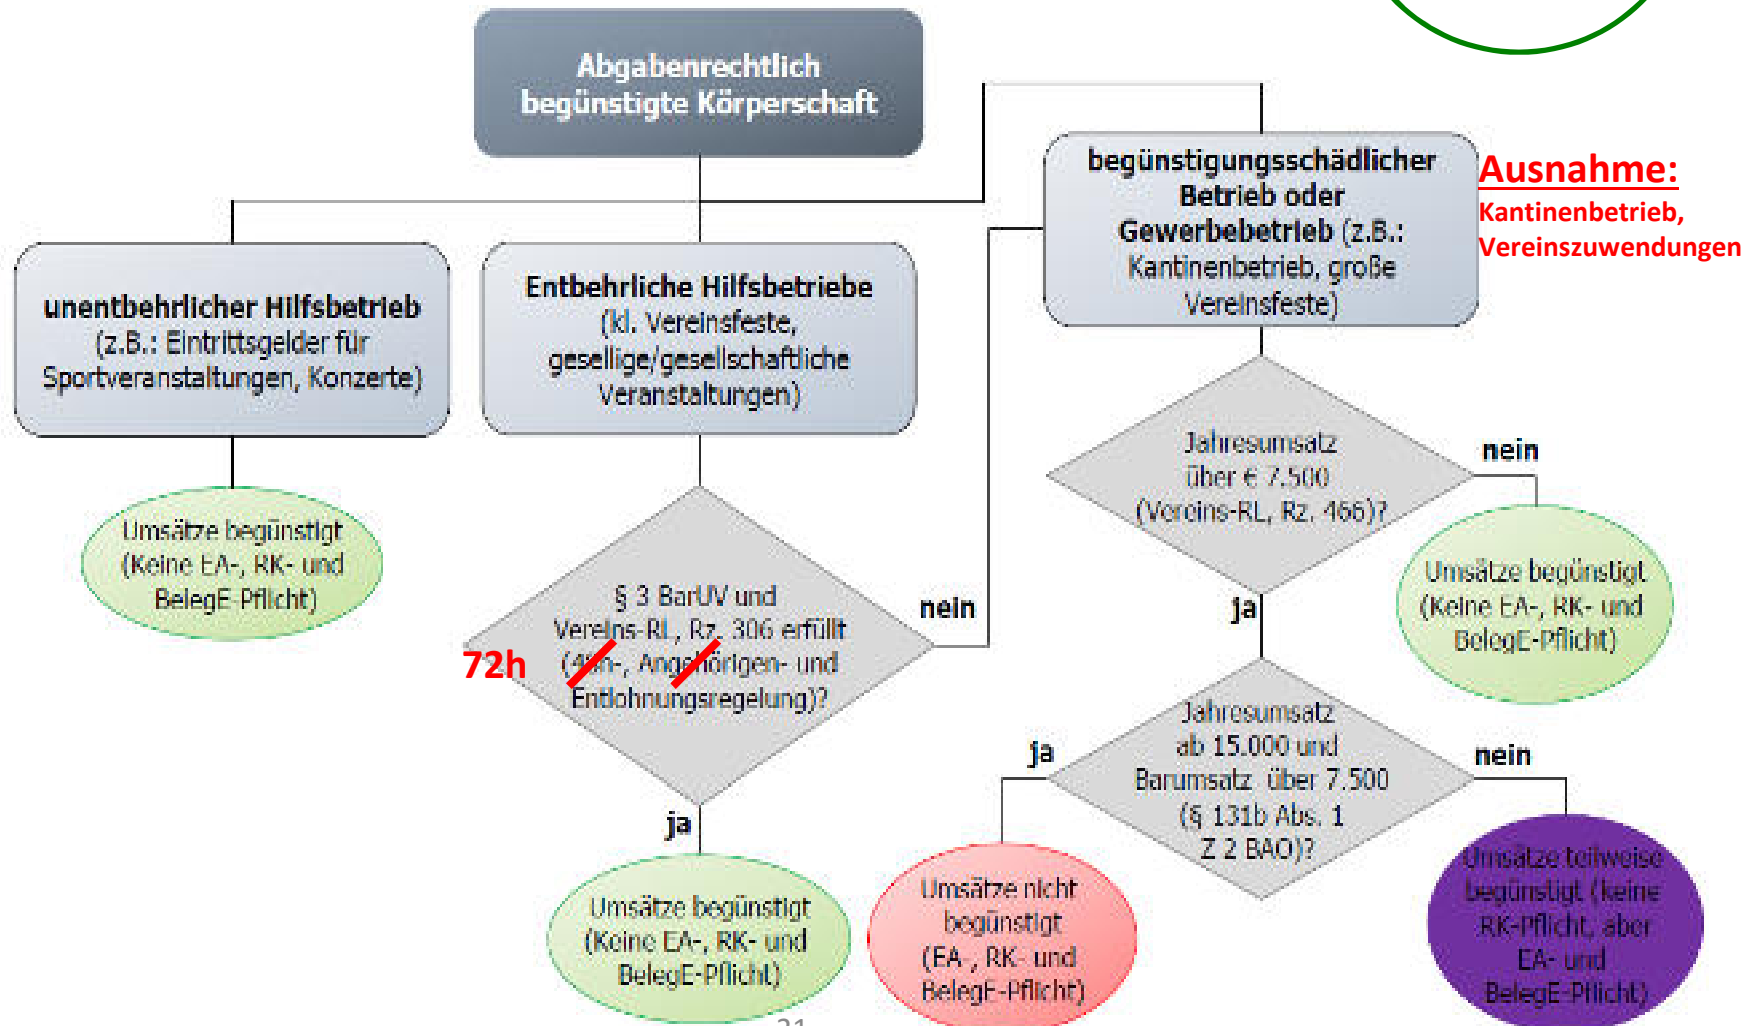 Abgabenrechtlich
begünstigte Körperschaft
unentbehrlicher Hilfsbetrieb
(z.B.: Eintrittsgelder für
Sportveranstaltungen, Konzerte)
Umsätze begünstigt
(Keine EA-, RK- und
BelegE-Pflicht)
Entbehrliche Hilfsbetriebe
(kl. Vereinsfeste,
gesellige/gesellschaftliche
Veranstaltungen)
§ 3 BarUV und
Vereins-RL, Rz. 306 erfüllt
72h
(48h-, Angehörigen- und
Entlohnungsregelung)?
nein
ja
Umsätze begünstigt
(Keine EA-, RK- und
BelegE-Pflicht)
begünstigungsschädlicher
Betrieb oder
Gewerbebetrieb (z.B.:
Kantinenbetrieb, große
Vereinsfeste)
Ausnahme:
Kantinenbetrieb,
Vereinszuwendungen
Jahresumsatz
über € 7.500
(Vereins-RL, Rz. 466)?
nein
Umsätze begünstigt
(Keine EA-, RK- und
BelegE-Pflicht)
ja
Jahresumsatz
ab 15.000 und
Barumsatz über 7.500
(§ 131b Abs. 1
Z 2 BAO)?
ja
Umsätze nicht
begünstigt
(EA-, RK- und
BelegE-Pflicht)
nein
Umsätze teilweise
begünstigt (keine
RK-Pflicht, aber
EA- und
BelegE-Pflicht)